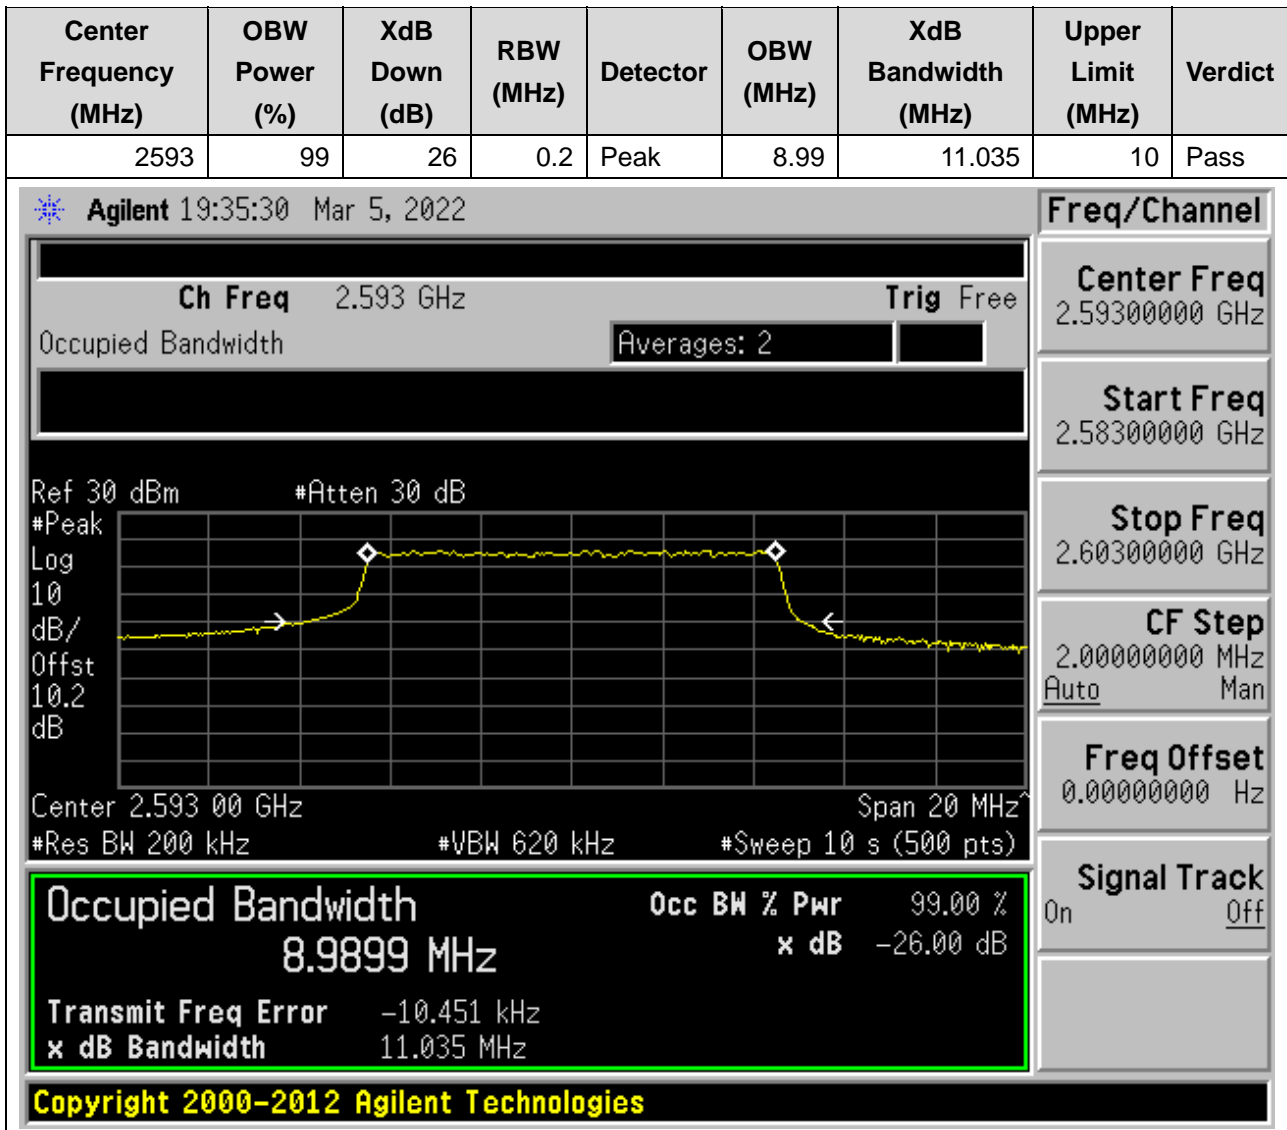 Center Frequency (MHz) OBW Power (%) XdB Down (dB) RBW (MHz) Detector OBW (MHz) XdB Bandwidth (MHz) Upper Limit (MHz) Verdict
2593 99 26 0.2 Peak 8.99 11.035 10 Pass
Agilent 19:35:30 Mar 5, 2022
Freq/Channel
Ch Freq 2.593 GHz Trig Free
Occupied Bandwidth Averages: 2
Center Freq
2.59300000 GHz
Start Freq
2.58300000 GHz
Stop Freq
2.60300000 GHz
CF Step
2.00000000 MHz
Auto Man
Freq Offset
0.00000000 Hz
Signal Track
On Off
Ref 30 dBm #Atten 30 dB
#Peak
Log
10
dB/
Offst
10.2
dB
Center 2.593 00 GHz Span 20 MHz^
#Res BW 200 kHz #VBW 620 kHz #Sweep 10 s (500 pts)
Occupied Bandwidth Occ BW % Pwr 99.00 %
8.9899 MHz x dB -26.00 dB
Transmit Freq Error -10.451 kHz
x dB Bandwidth 11.035 MHz
Copyright 2000-2012 Agilent Technologies